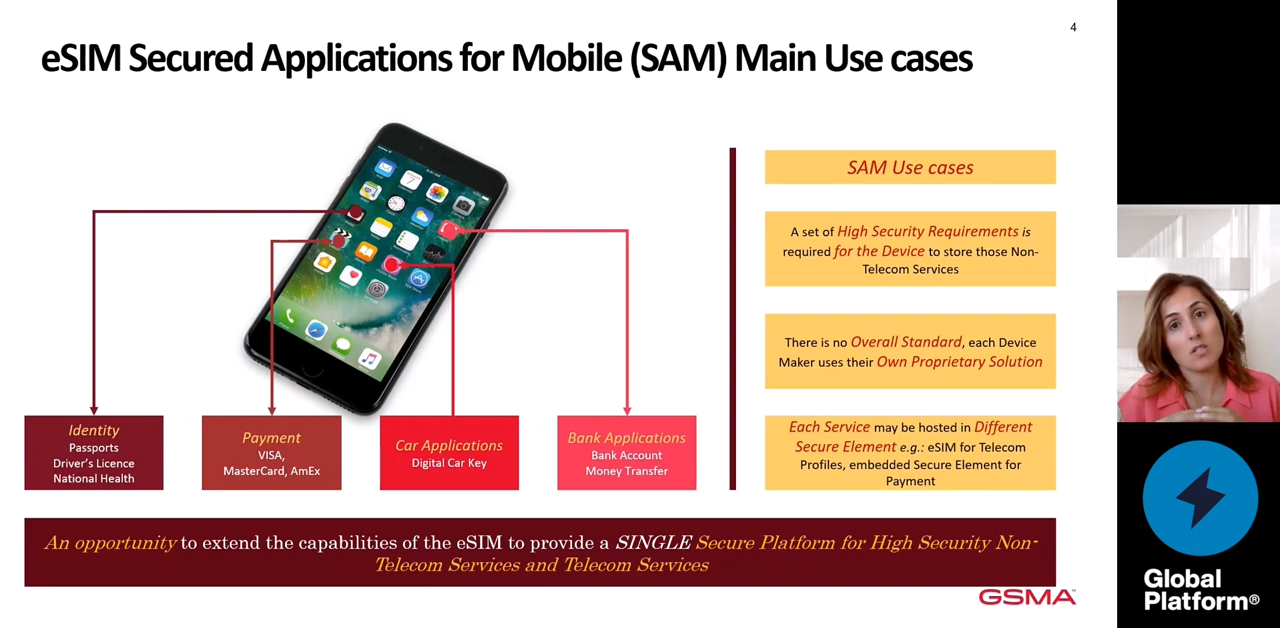 4
eSIM Secured Applications for Mobile (SAM) Main Use cases
SAM Use cases
A set of High Security Requirements is
required for the Device to store those Non-
Telecom Services
There is no Overall Standard, each Device
Maker uses their Own Proprietary Solution
Each Service may be hosted in Different
Secure Element e.g.: eSIM for Telecom
Profiles, embedded Secure Element for
Payment
Identity
Passports
Driver's Licence
National Health
Payment
VISA,
MasterCard, AmEx
Car Applications
Digital Car Key
Bank Applications
Bank Account
Money Transfer
An opportunity to extend the capabilities of the eSIM to provide a SINGLE Secure Platform for High Security Non-
Telecom Services and Telecom Services
GSMA™
Global
Platform®